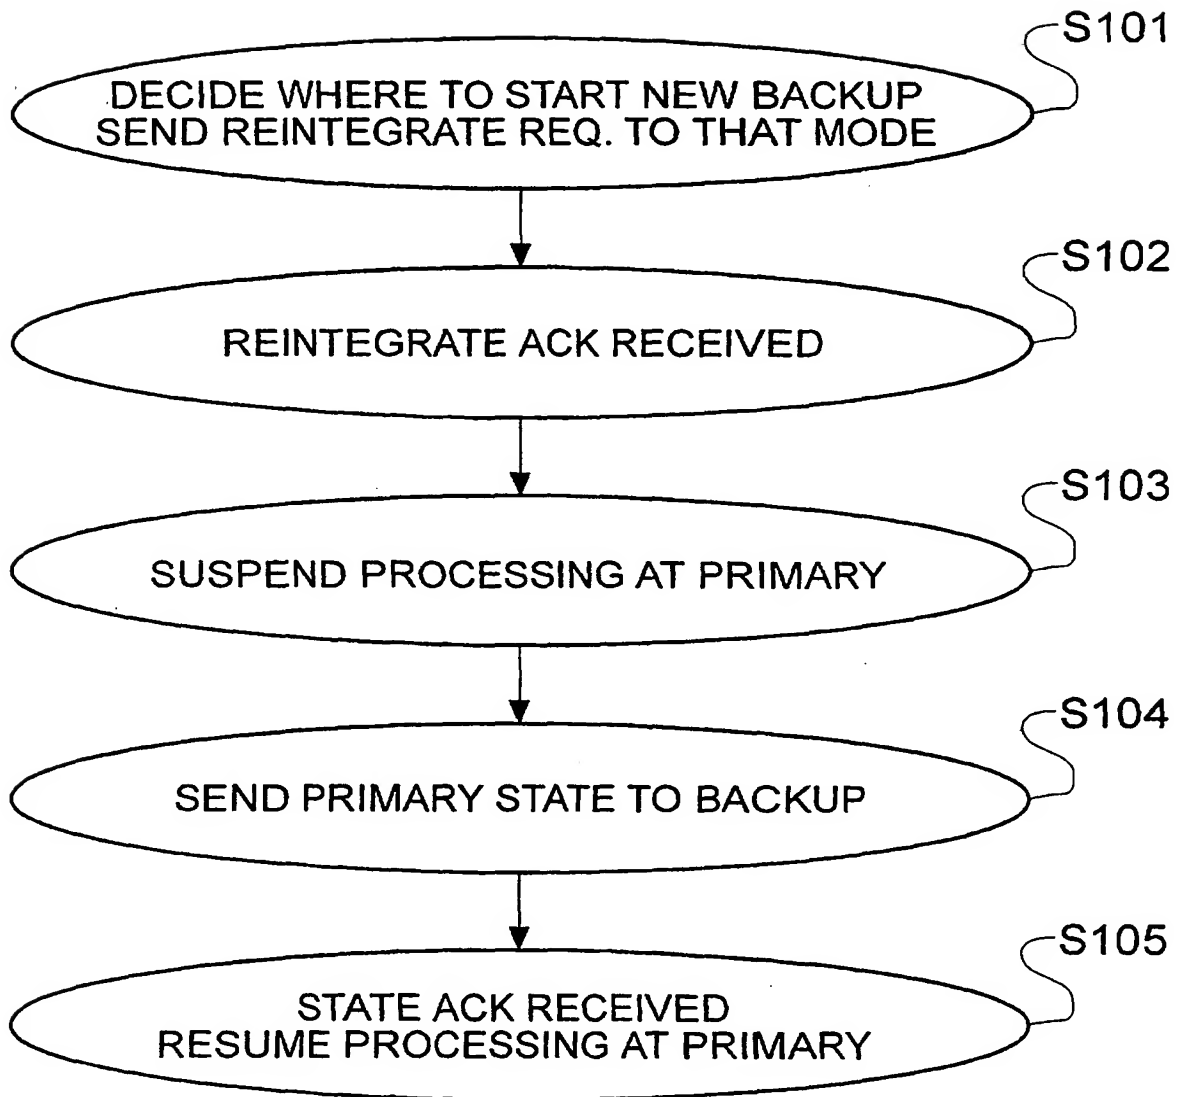 S101
DECIDE WHERE TO START NEW BACKUP
SEND REINTEGRATE REQ. TO THAT MODE
S102
REINTEGRATE ACK RECEIVED
S103
SUSPEND PROCESSING AT PRIMARY
S104
SEND PRIMARY STATE TO BACKUP
S105
STATE ACK RECEIVED
RESUME PROCESSING AT PRIMARY